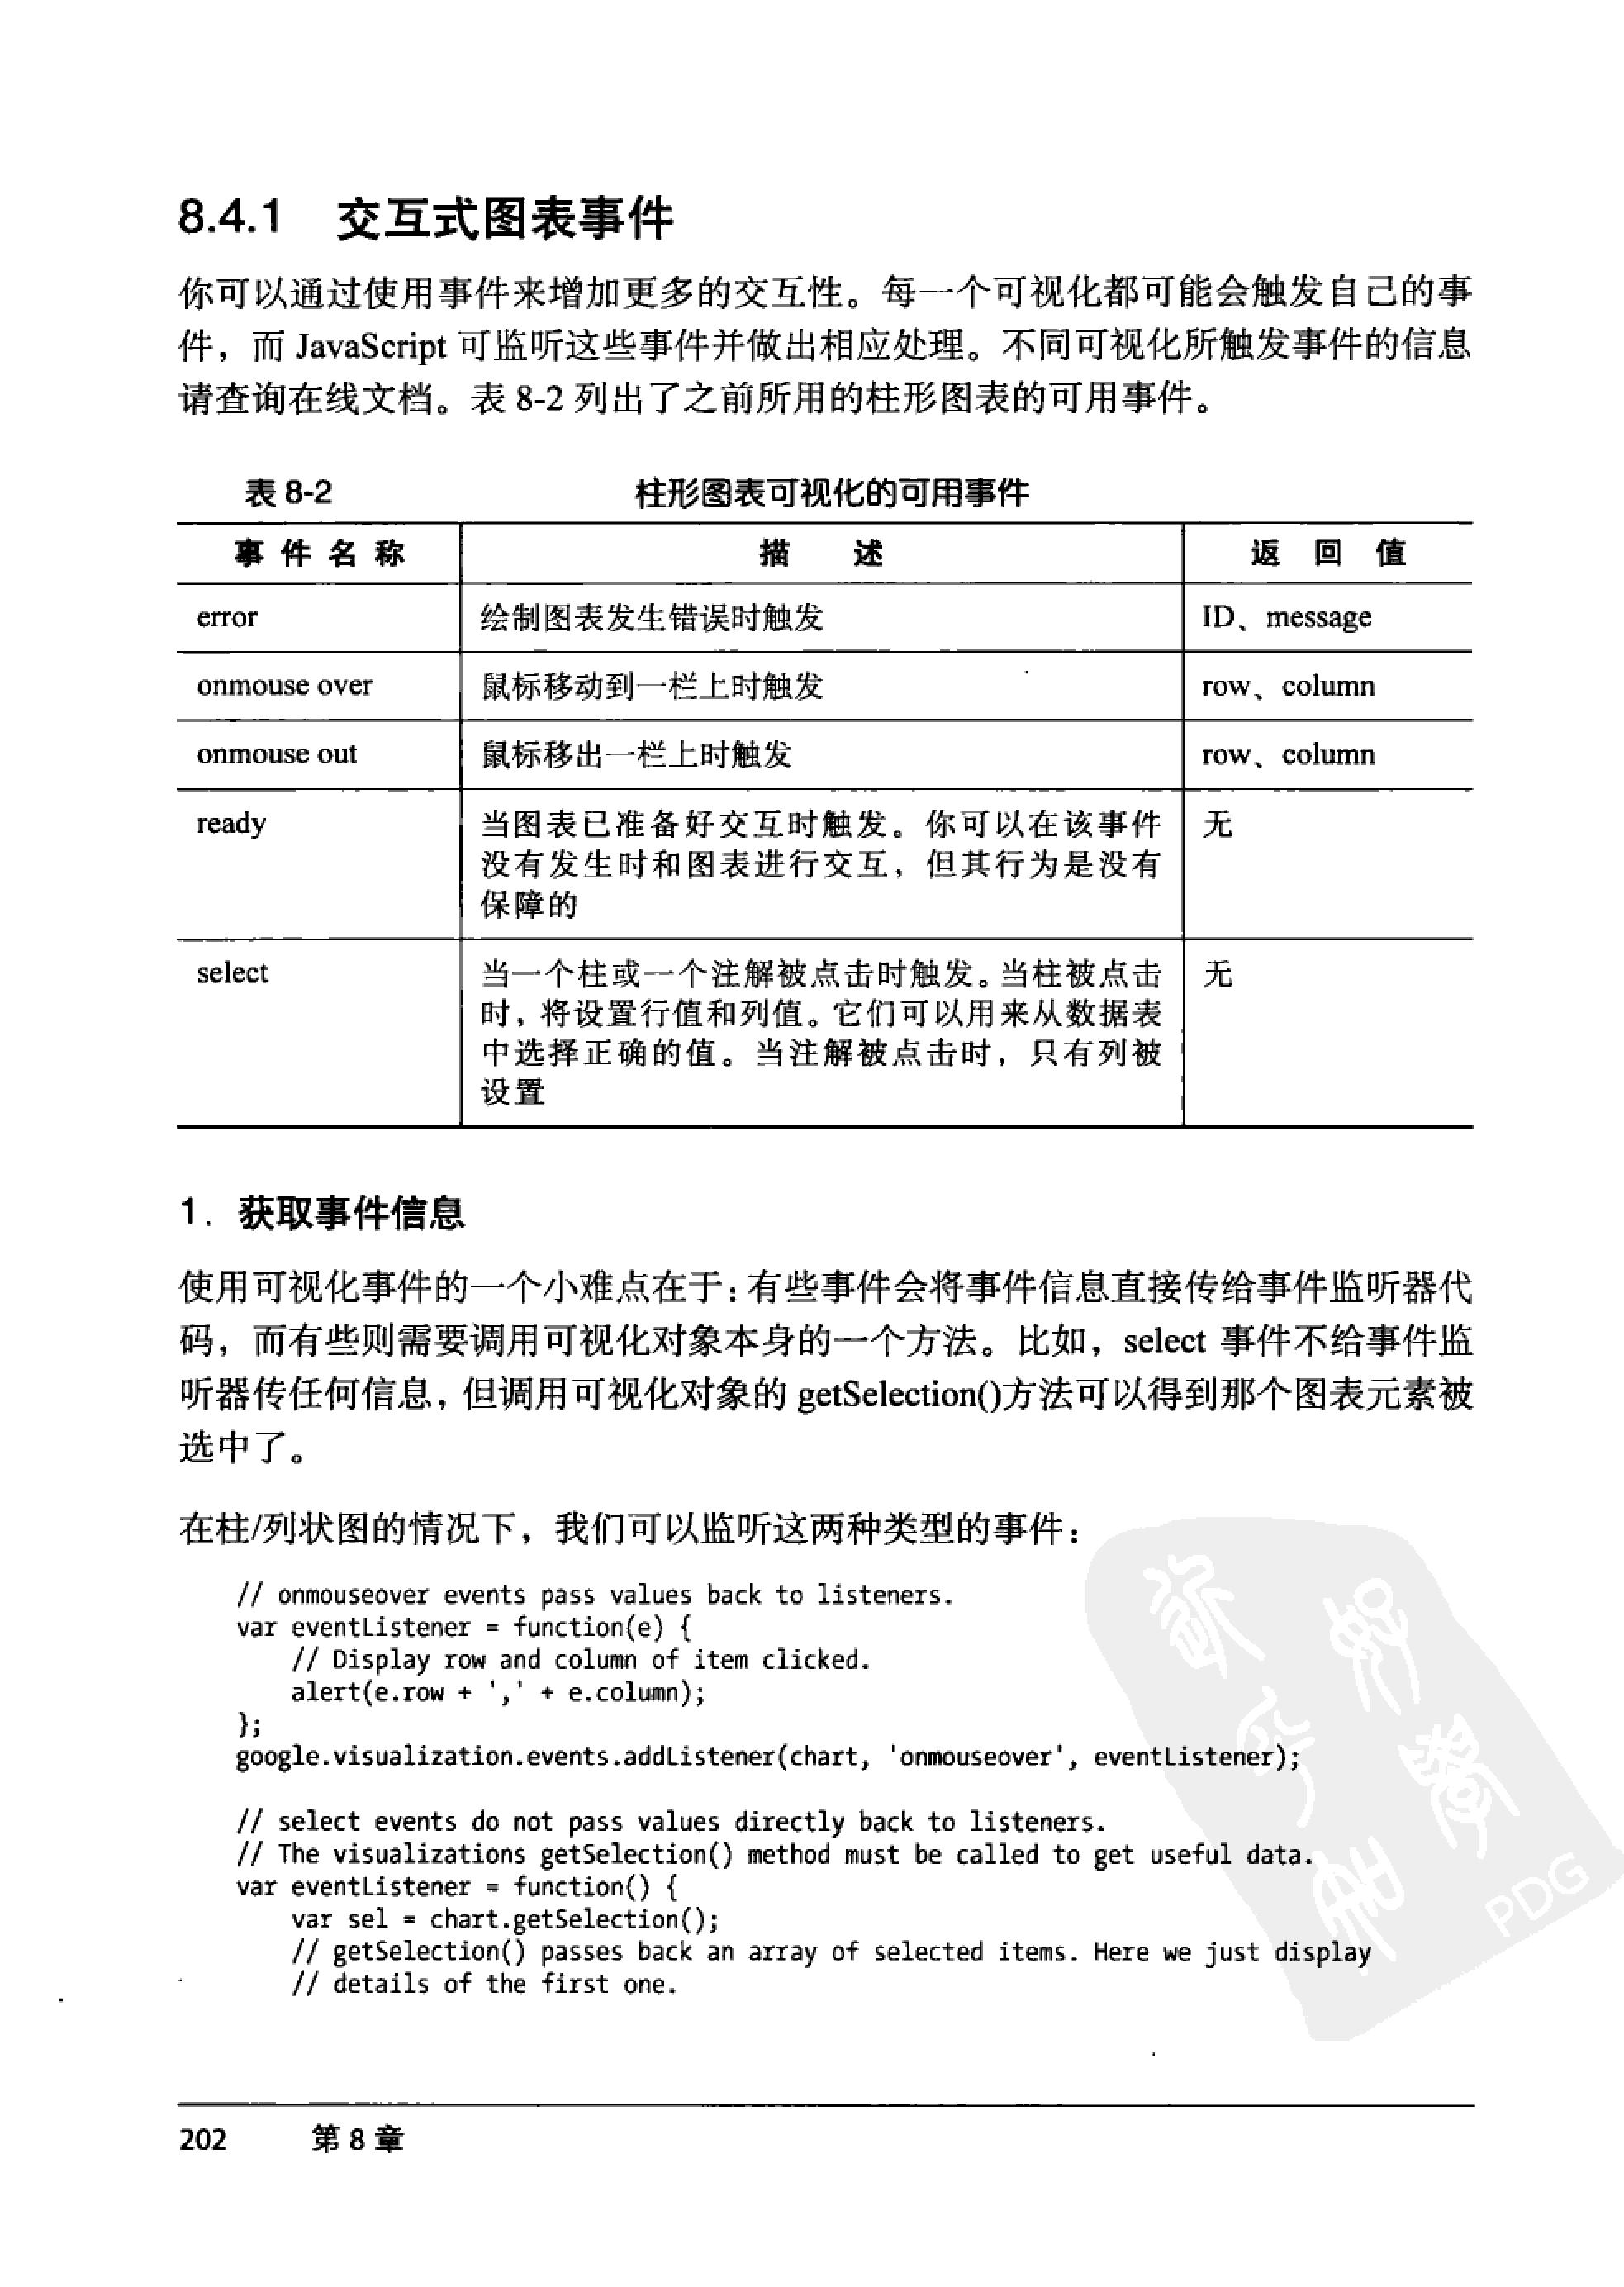 8.4.1 交互式图表事件
你可以通过使用事件来增加更多的交互性。每一个可视化都可能会触发自己的事
件，而 JavaScript 可监听这些事件并做出相应处理。不同可视化所触发事件的信息
请查询在线文档。表 8-2 列出了之前所用的柱形图表的可用事件。
表 8-2 柱形图表可视化的可用事件
事件名称 描述 返回值
error 绘制图表发生错误时触发 ID、message
onmouse over 鼠标移动到一栏上时触发 row、column
onmouse out 鼠标移出一栏上时触发 row、column
ready 当图表已准备好交互时触发。你可以在该事件 无
没有发生时和图表进行交互，但其行为是没有
保障的
select 当一个柱或一个注解被点击时触发。当柱被点击 无
时，将设置行值和列值。它们可以用来从数据表
中选择正确的值。当注解被点击时，只有列被
设置
1．获取事件信息
使用可视化事件的一个小难点在于：有些事件会将事件信息直接传给事件监听器代
码，而有些则需要调用可视化对象本身的一个方法。比如，select 事件不给事件监
听器传任何信息，但调用可视化对象的 getSelection()方法可以得到那个图表元素被
选中了。
在柱/列状图的情况下，我们可以监听这两种类型的事件：
// onmouseover events pass values back to listeners.
var eventListener = function(e) {
// Display row and column of item clicked.
alert(e.row + ',' + e.column);
};
google.visualization.events.addListener(chart, 'onmouseover', eventListener);
// select events do not pass values directly back to listeners.
// The visualizations getSelection() method must be called to get useful data.
var eventListener = function() {
var sel = chart.getSelection();
// getSelection() passes back an array of selected items. Here we just display
// details of the first one.
PDG
202 第 8 章